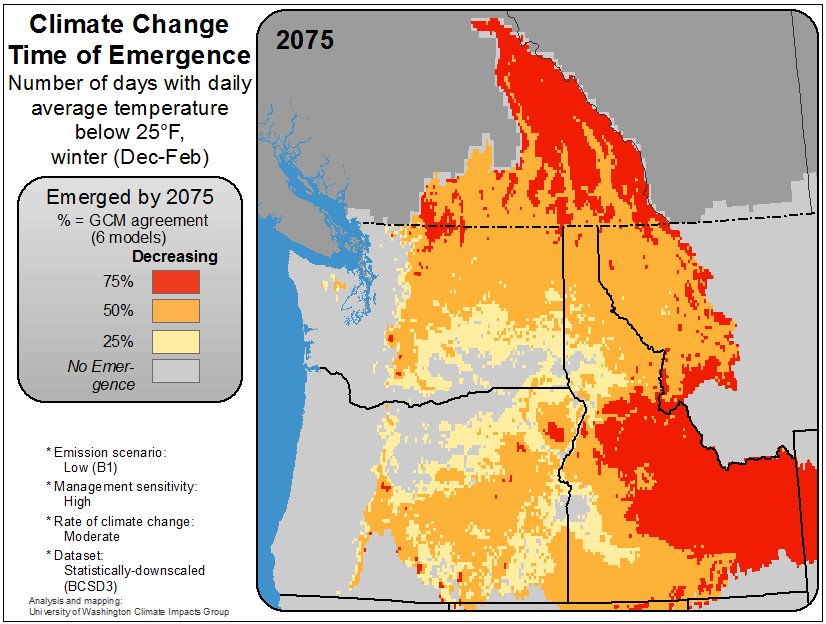 Climate Change
Time of Emergence
Number of days with daily
average temperature
below 25°F,
winter (Dec-Feb)
2075
Emerged by 2075
% = GCM agreement
(6 models)
Decreasing
75%
50%
25%
No Emer-
gence
* Emission scenario:
Low (B1)
* Management sensitivity:
High
* Rate of climate change:
Moderate
* Dataset:
Statistically-downscaled
(BCSD3)
Analysis and mapping:
University of Washington Climate Impacts Group